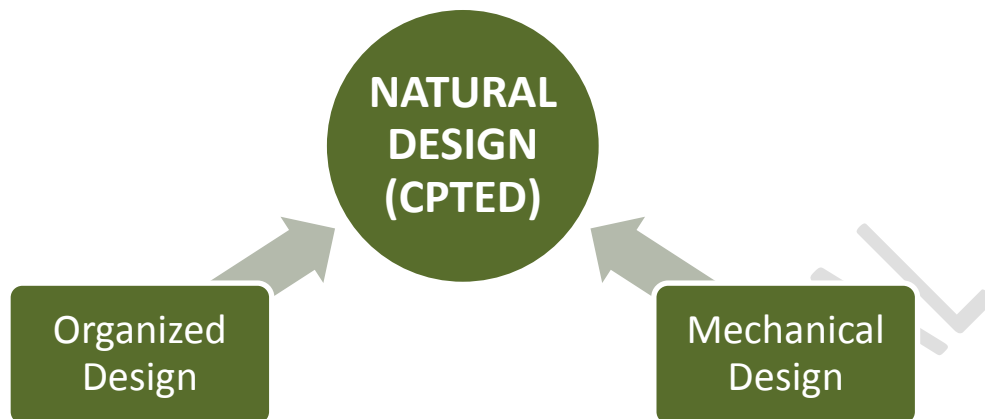 NATURAL
DESIGN
(CPTED)
Organized
Design
Mechanical
Design